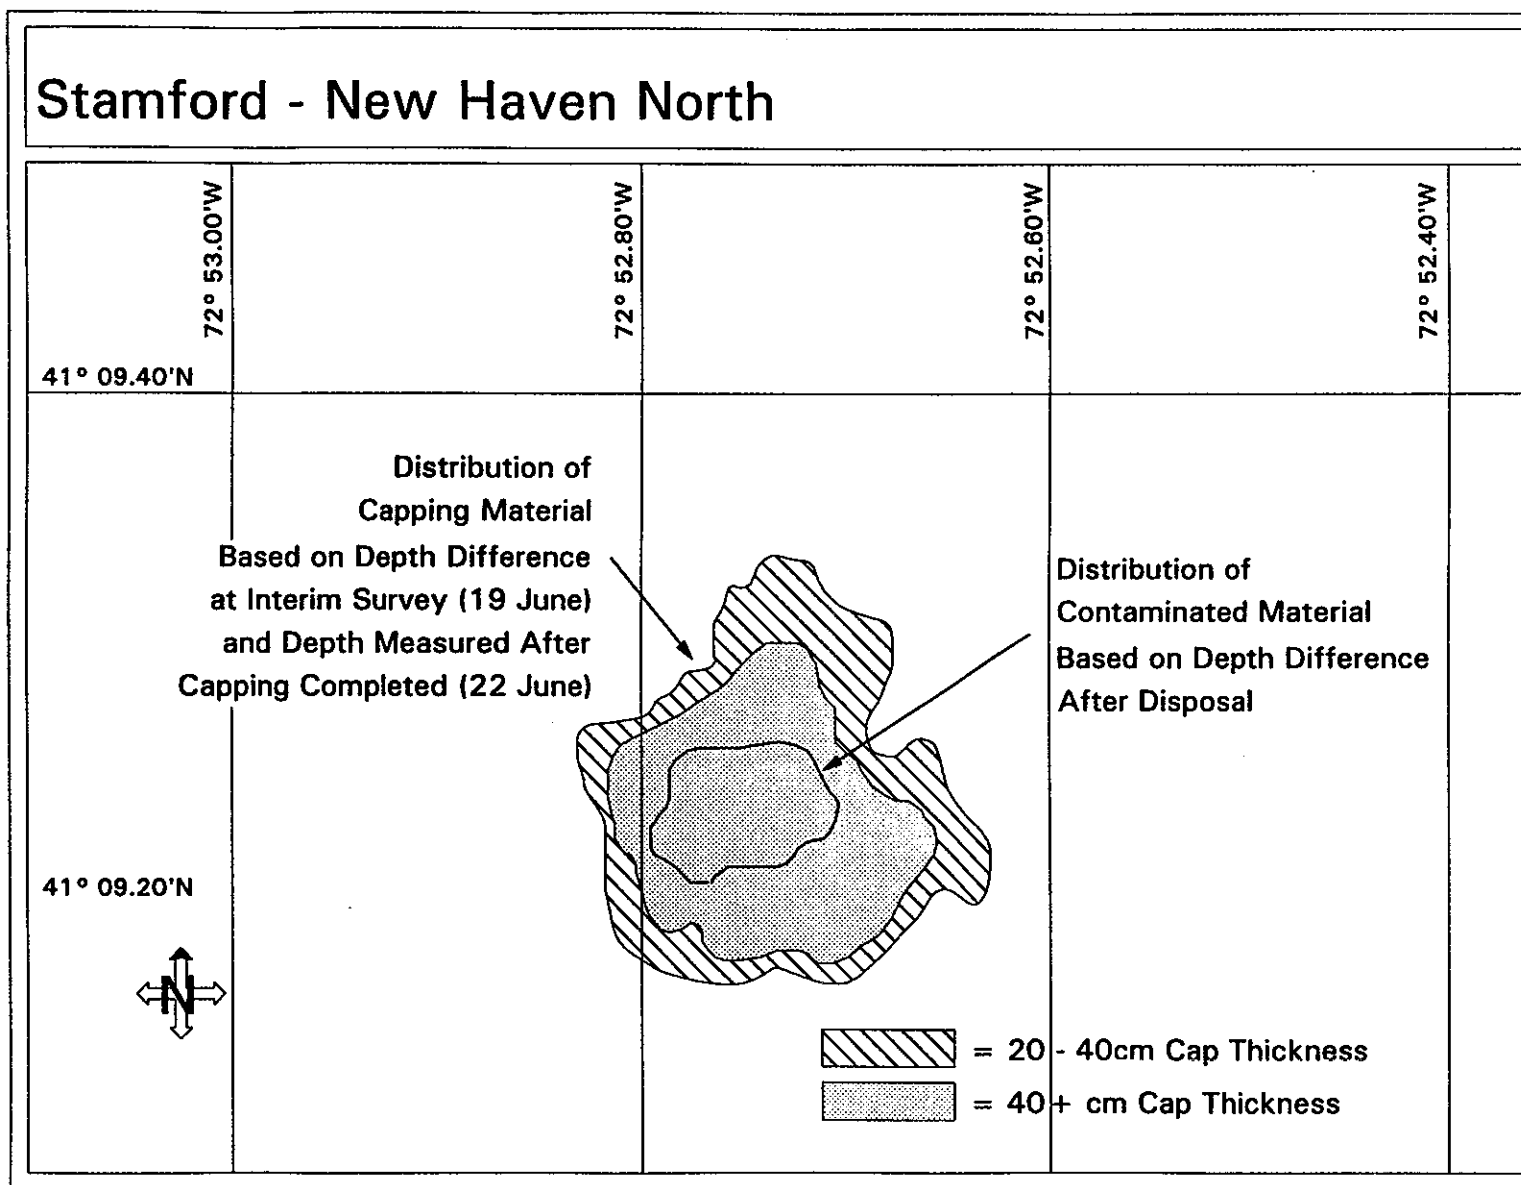 Stamford - New Haven North
72° 53.00'W
72° 52.80'W
72° 52.60'W
72° 52.40'W
41° 09.40'N
Distribution of
Capping Material
Based on Depth Difference
at Interim Survey (19 June)
and Depth Measured After
Capping Completed (22 June)
Distribution of
Contaminated Material
Based on Depth Difference
After Disposal
41° 09.20'N
N
= 20 - 40cm Cap Thickness
= 40 + cm Cap Thickness